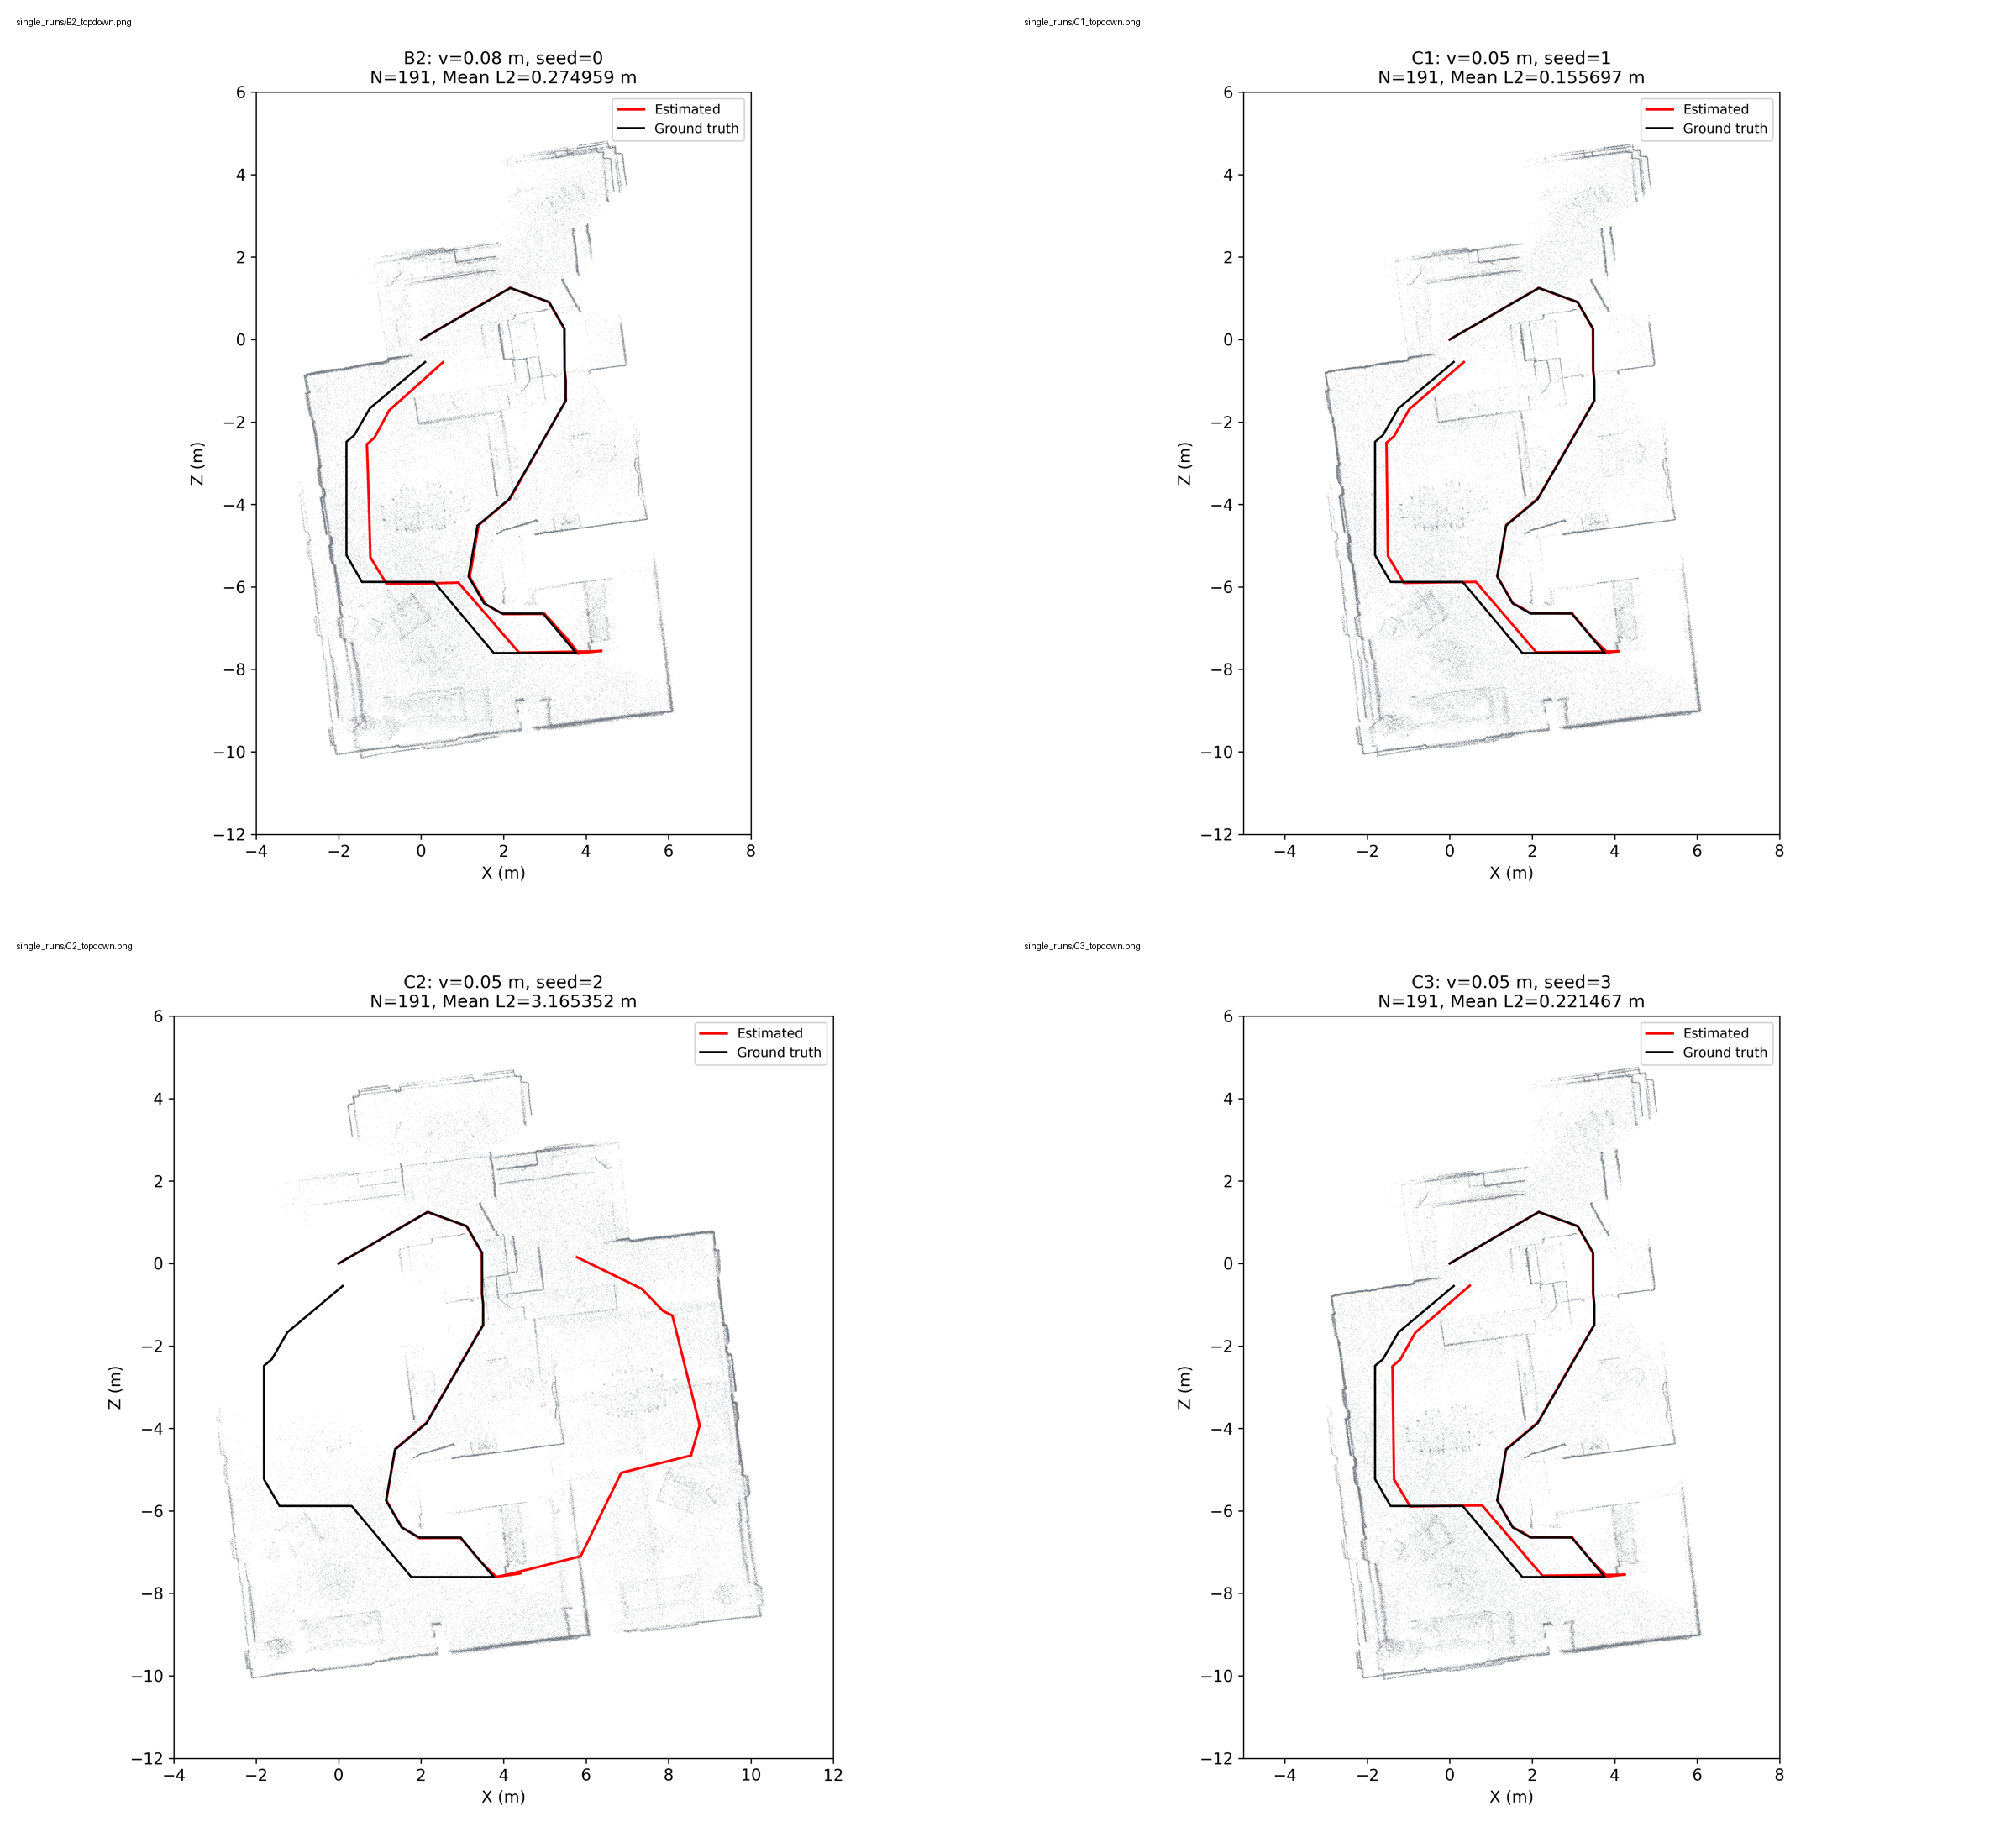 single_runs/B2_topdown.png
B2: v=0.08 m, seed=0
N=191, Mean L2=0.274959 m
Estimated
Ground truth
6
4
2
0
−2
−4
−6
−8
−10
−12
Z (m)
−4 −2 0 2 4 6 8
X (m)
single_runs/C1_topdown.png
C1: v=0.05 m, seed=1
N=191, Mean L2=0.155697 m
Estimated
Ground truth
6
4
2
0
−2
−4
−6
−8
−10
−12
Z (m)
−4 −2 0 2 4 6 8
X (m)
single_runs/C2_topdown.png
C2: v=0.05 m, seed=2
N=191, Mean L2=3.165352 m
Estimated
Ground truth
6
4
2
0
−2
−4
−6
−8
−10
−12
Z (m)
−4 −2 0 2 4 6 8 10 12
X (m)
single_runs/C3_topdown.png
C3: v=0.05 m, seed=3
N=191, Mean L2=0.221467 m
Estimated
Ground truth
6
4
2
0
−2
−4
−6
−8
−10
−12
Z (m)
−4 −2 0 2 4 6 8
X (m)